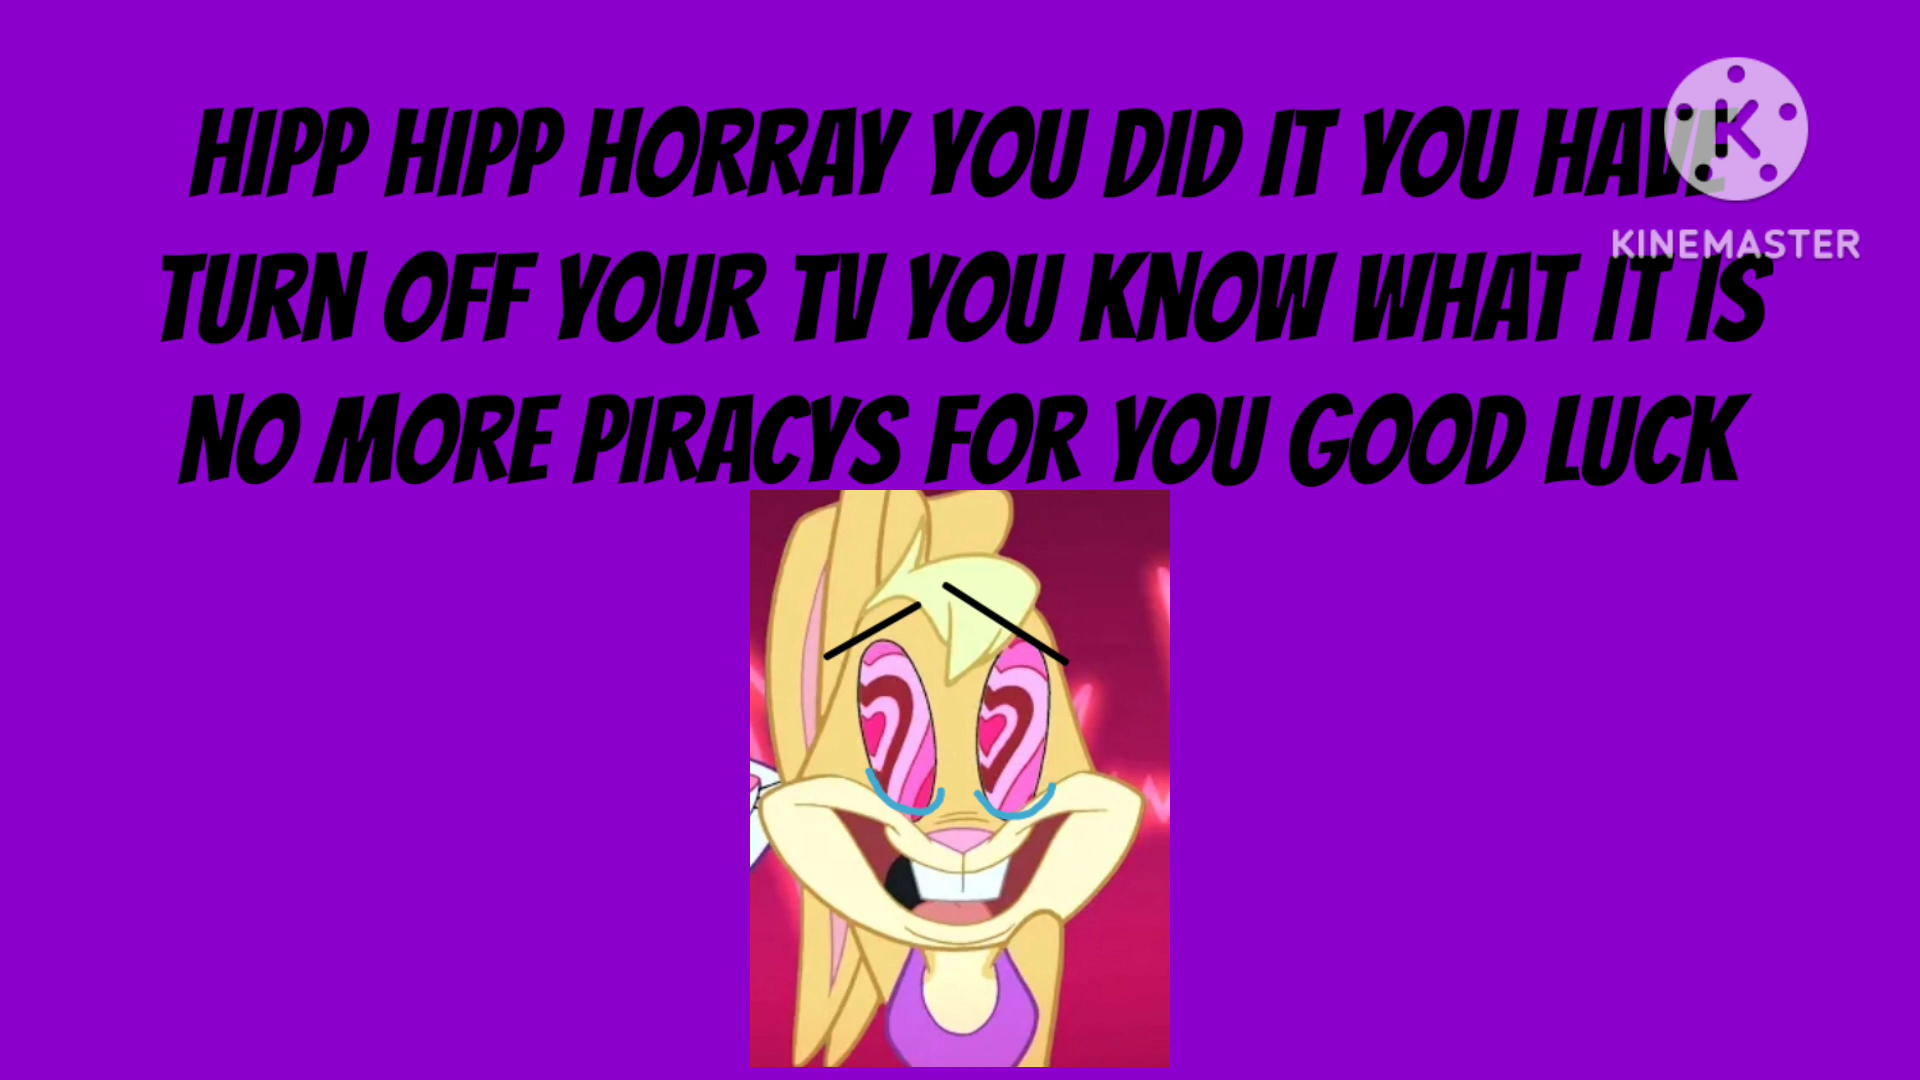 HIPP HIPP HORRAY YOU DID IT YOU HAVE
TURN OFF YOUR TV YOU KNOW WHAT IT IS
NO MORE PIRACYS FOR YOU GOOD LUCK
K
KINEMASTER